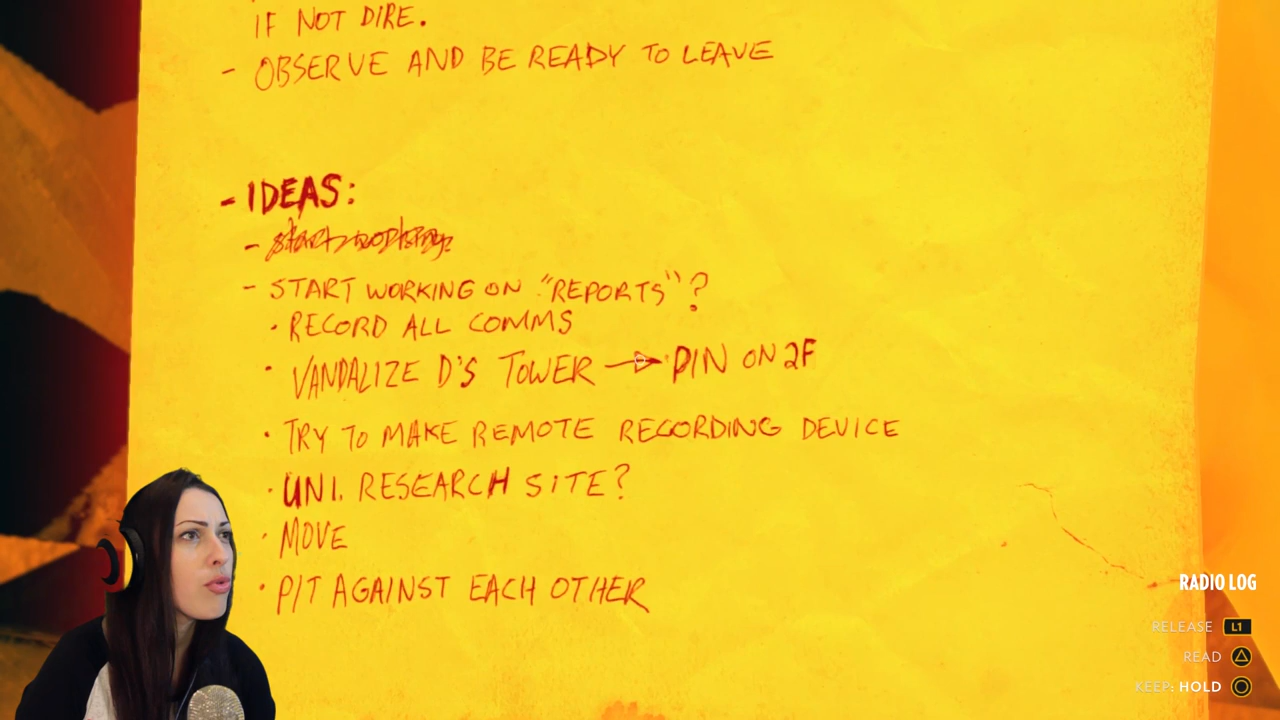 IF NOT DIRE.
- OBSERVE AND BE READY TO LEAVE
- IDEAS:
- START WORKING ON "REPORTS"?
· RECORD ALL COMMS
· VANDALIZE D'S TOWER → PIN ON 2F
· TRY TO MAKE REMOTE RECORDING DEVICE
· UNI. RESEARCH SITE?
· MOVE
· PIT AGAINST EACH OTHER
RADIO LOG
RELEASE L1
READ
KEEP: HOLD